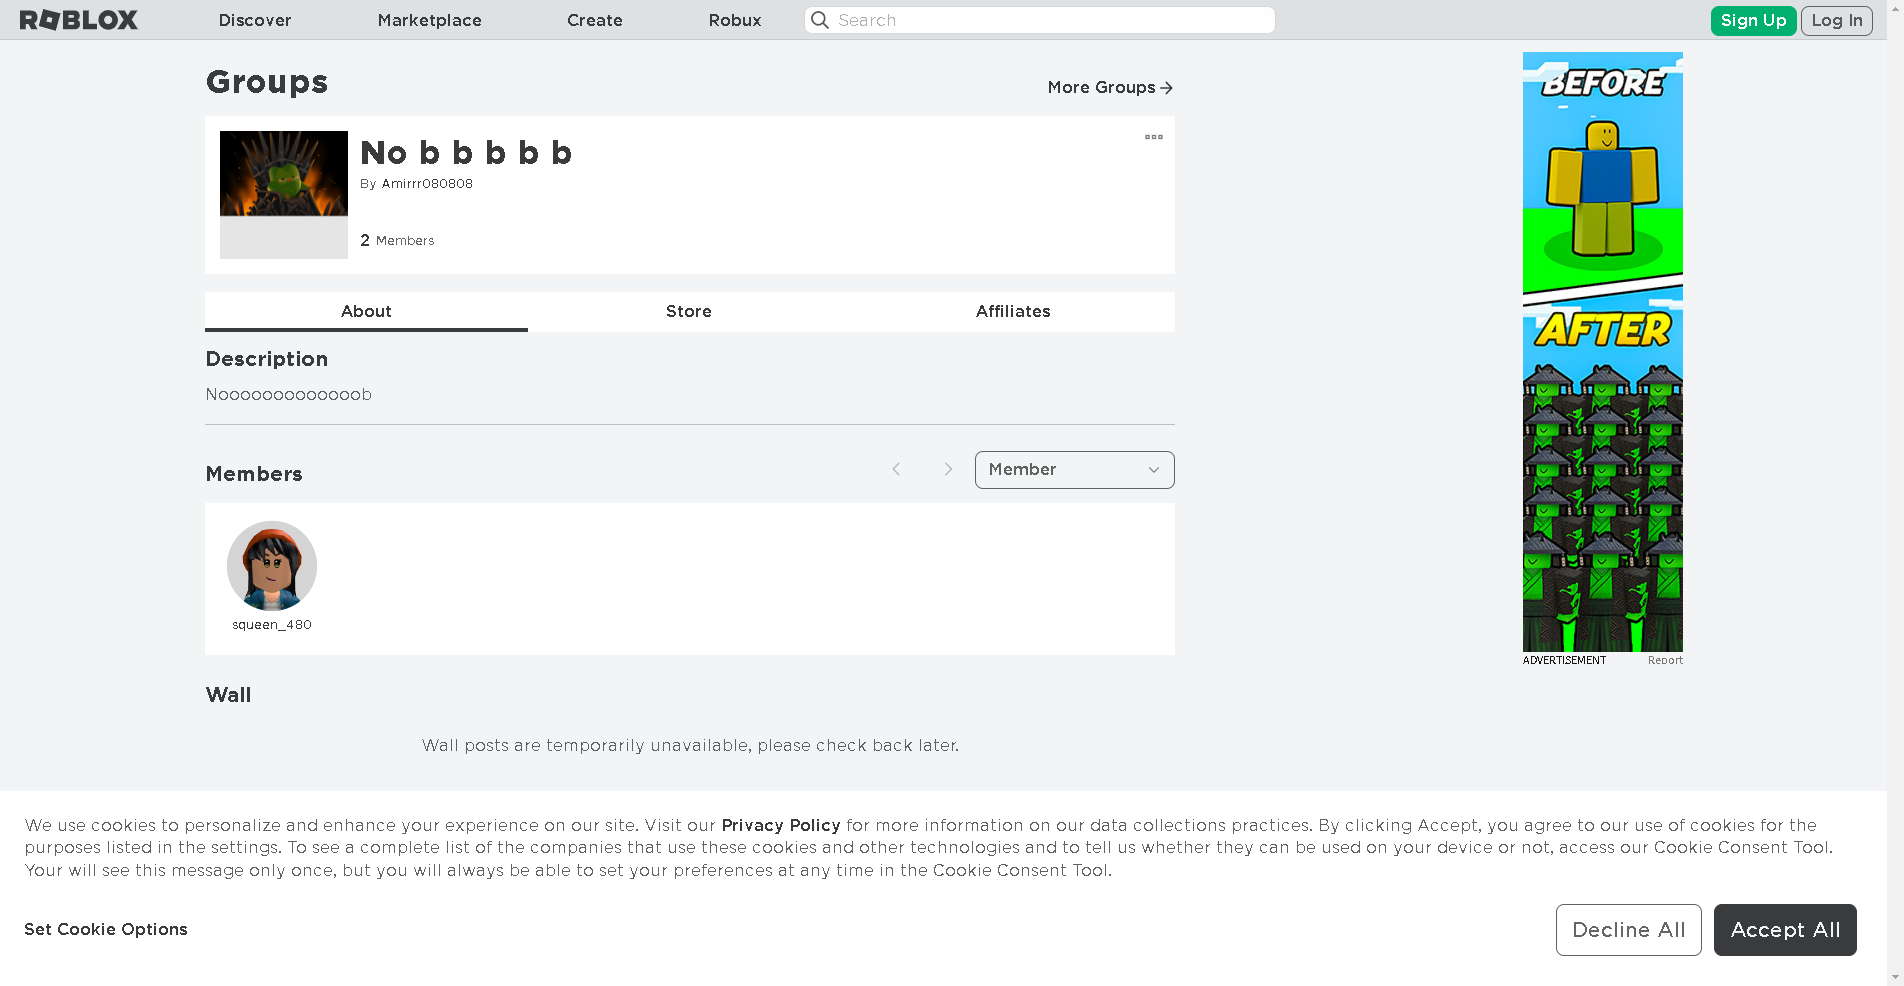 ROBLOX Discover Marketplace Create Robux Search Sign Up Log In
Groups
More Groups
No b b b b b
By Amirrr080808
2 Members
About Store Affiliates
Description
Noooooooooooooob
Members
Member
squeen_480
Wall
Wall posts are temporarily unavailable, please check back later.
BEFORE
AFTER
ADVERTISEMENT Report
We use cookies to personalize and enhance your experience on our site. Visit our Privacy Policy for more information on our data collections practices. By clicking Accept, you agree to our use of cookies for the
purposes listed in the settings. To see a complete list of the companies that use these cookies and other technologies and to tell us whether they can be used on your device or not, access our Cookie Consent Tool.
Your will see this message only once, but you will always be able to set your preferences at any time in the Cookie Consent Tool.
Set Cookie Options
Decline All Accept All